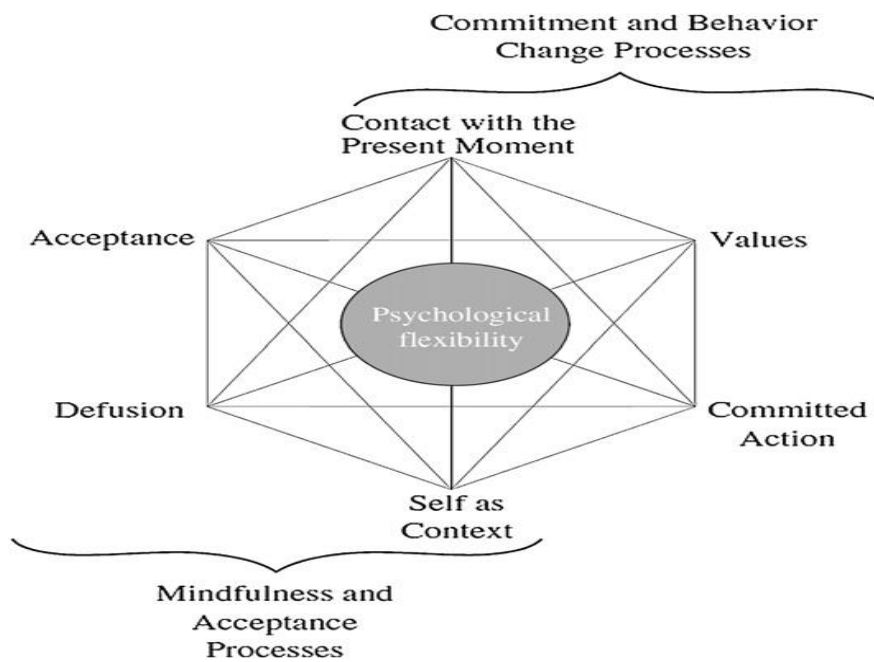 Commitment and Behavior
Change Processes
Contact with the
Present Moment
Acceptance
Values
Psychological
flexibility
Defusion
Committed
Action
Self as
Context
Mindfulness and
Acceptance
Processes